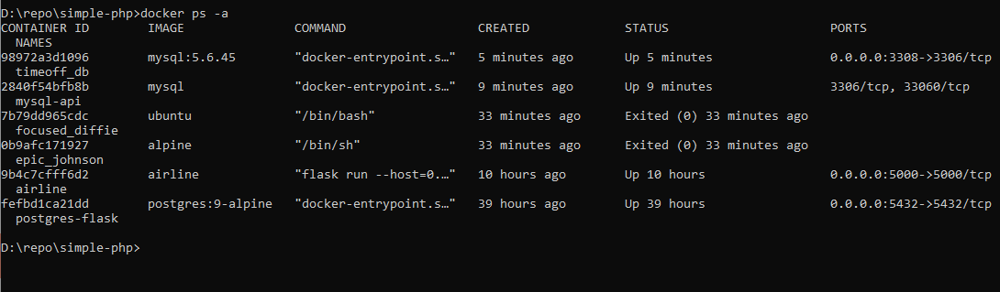 D:\repo\simple-php>docker ps -a
CONTAINER ID        IMAGE               COMMAND                  CREATED             STATUS                      PORTS
  NAMES
98972a3d1096        mysql:5.6.45        "docker-entrypoint.s…"   5 minutes ago       Up 5 minutes                0.0.0.0:3308->3306/tcp
  timeoff_db
2840f54bfb8b        mysql               "docker-entrypoint.s…"   9 minutes ago       Up 9 minutes                3306/tcp, 33060/tcp
  mysql-api
7b79dd965cdc        ubuntu              "/bin/bash"              33 minutes ago      Exited (0) 33 minutes ago
  focused_diffie
0b9afc171927        alpine              "/bin/sh"                33 minutes ago      Exited (0) 33 minutes ago
  epic_johnson
9b4c7cfff6d2        airline             "flask run --host=0.…"   10 hours ago        Up 10 hours                 0.0.0.0:5000->5000/tcp
  airline
fefbd1ca21dd        postgres:9-alpine   "docker-entrypoint.s…"   39 hours ago        Up 39 hours                 0.0.0.0:5432->5432/tcp
  postgres-flask
D:\repo\simple-php>